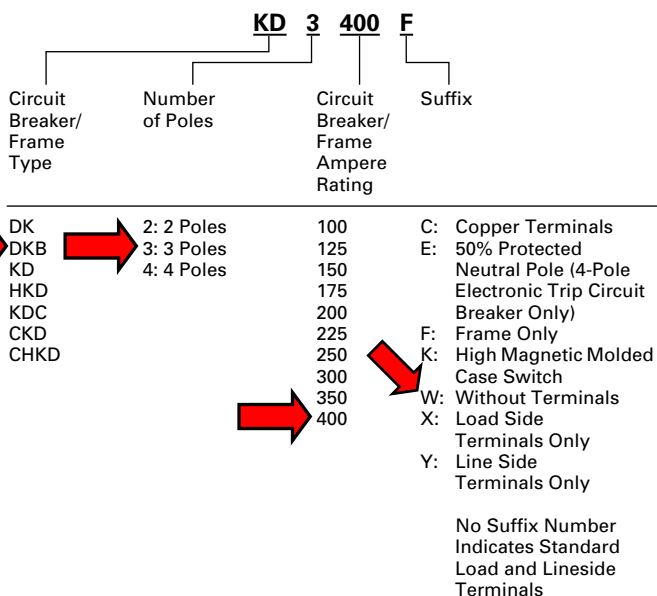 KD 3 400 F
Circuit
Breaker/
Frame
Type
Number
of Poles
Circuit
Breaker/
Frame
Ampere
Rating
Suffix
DK
DKB
KD
HKD
KDC
CKD
CHKD
2: 2 Poles
3: 3 Poles
4: 4 Poles
100
125
150
175
200
225
250
300
350
400
C: Copper Terminals
E: 50% Protected
Neutral Pole (4-Pole
Electronic Trip Circuit
Breaker Only)
F: Frame Only
K: High Magnetic Molded
Case Switch
W: Without Terminals
X: Load Side
Terminals Only
Y: Line Side
Terminals Only
No Suffix Number
Indicates Standard
Load and Lineside
Terminals